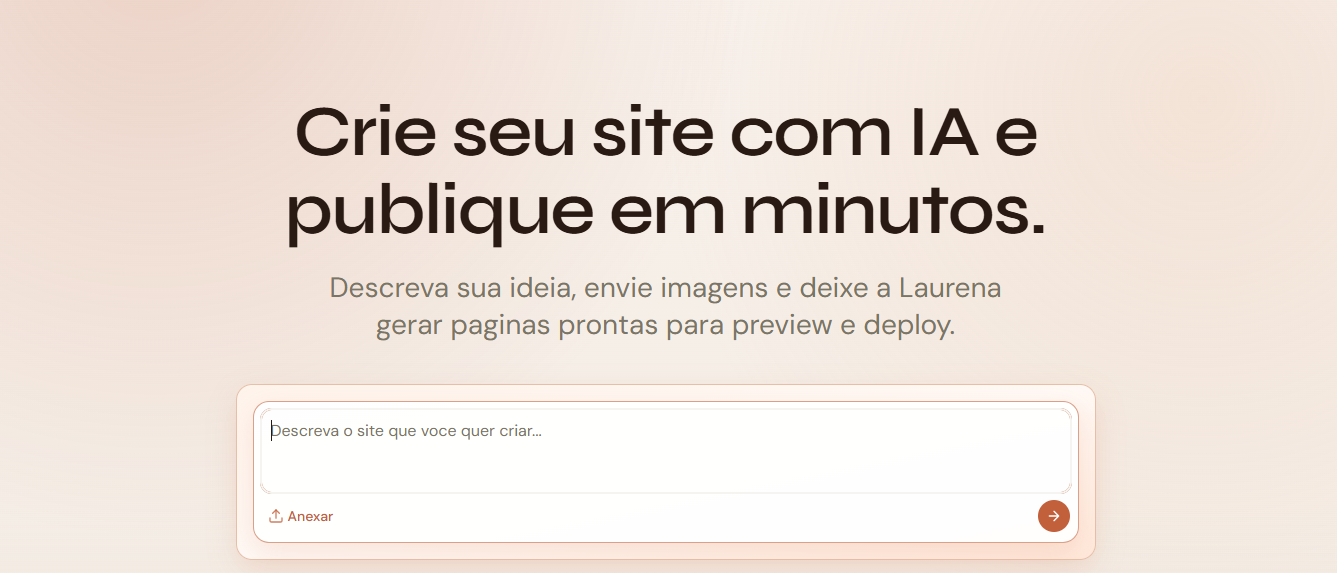 Crie seu site com IA e
publique em minutos.
Descreva sua ideia, envie imagens e deixe a Laurena
gerar paginas prontas para preview e deploy.
Descreva o site que voce quer criar...
Anexar